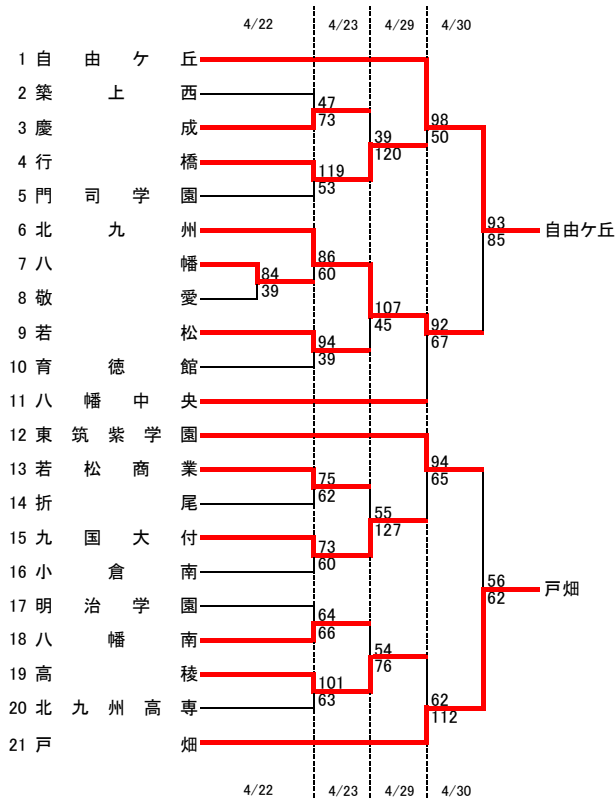 4/22 4/23 4/29 4/30
1 自由ケ丘
2 築上西
47
3 慶成
73
98
39
50
4 行橋
120
119
53
5 門司学園
6 北九州
93
自由ケ丘
85
7 八幡
86
84
60
8 敬愛
39
107
45
92
9 若松
94
67
39
10 育徳館
11 八幡中央
12 東筑紫学園
94
13 若松商業
75
65
62
14 折尾
55
127
15 九国大付
73
60
16 小倉南
56
戸畑
62
17 明治学園
64
18 八幡南
66
54
19 高稜
76
101
63
20 北九州高専
62
112
21 戸畑
4/22 4/23 4/29 4/30